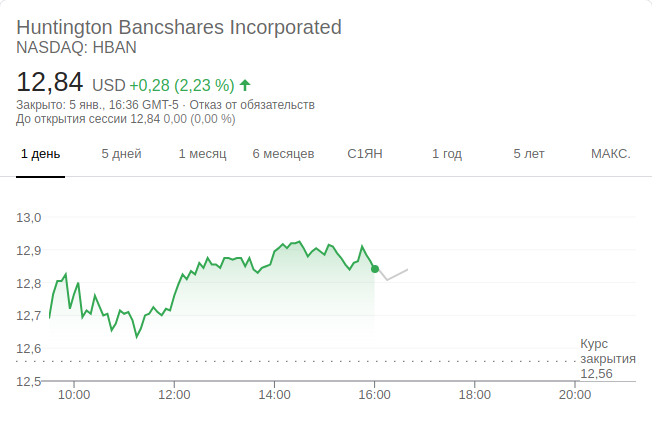 Huntington Bancshares Incorporated
NASDAQ: HBAN
12,84 USD +0,28 (2,23 %)
Закрыто: 5 янв., 16:36 GMT-5 · Отказ от обязательств
До открытия сессии 12,84 0,00 (0,00 %)
1 день 5 дней 1 месяц 6 месяцев С1ЯН 1 год 5 лет МАКС.
13,0
12,9
12,8
12,7
12,6
Курс
закрытия
12,56
12,5
10:00 12:00 14:00 16:00 18:00 20:00